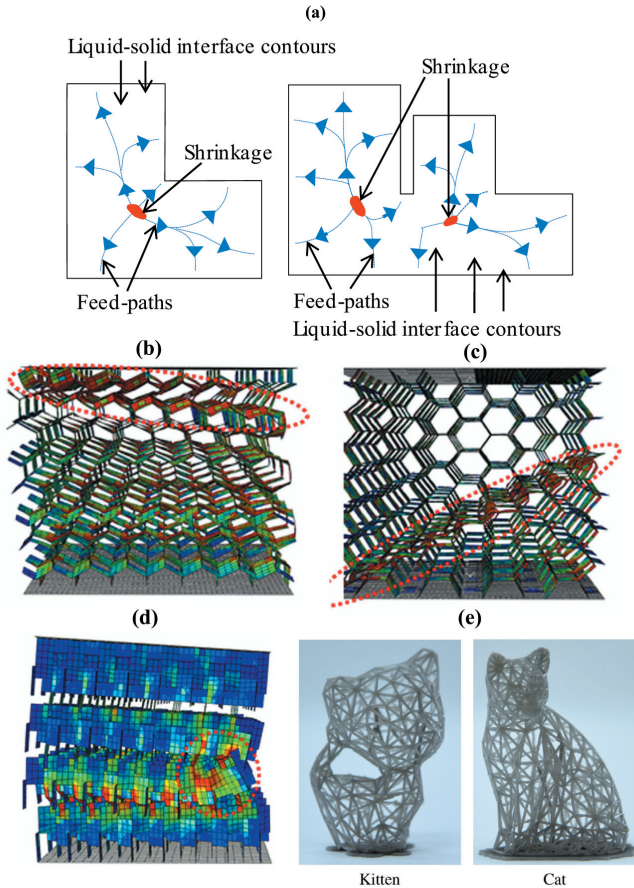 (a)
Liquid-solid interface contours
Shrinkage
Shrinkage
Feed-paths
Feed-paths
Liquid-solid interface contours
(b)
(c)
(d)
(e)
Kitten
Cat